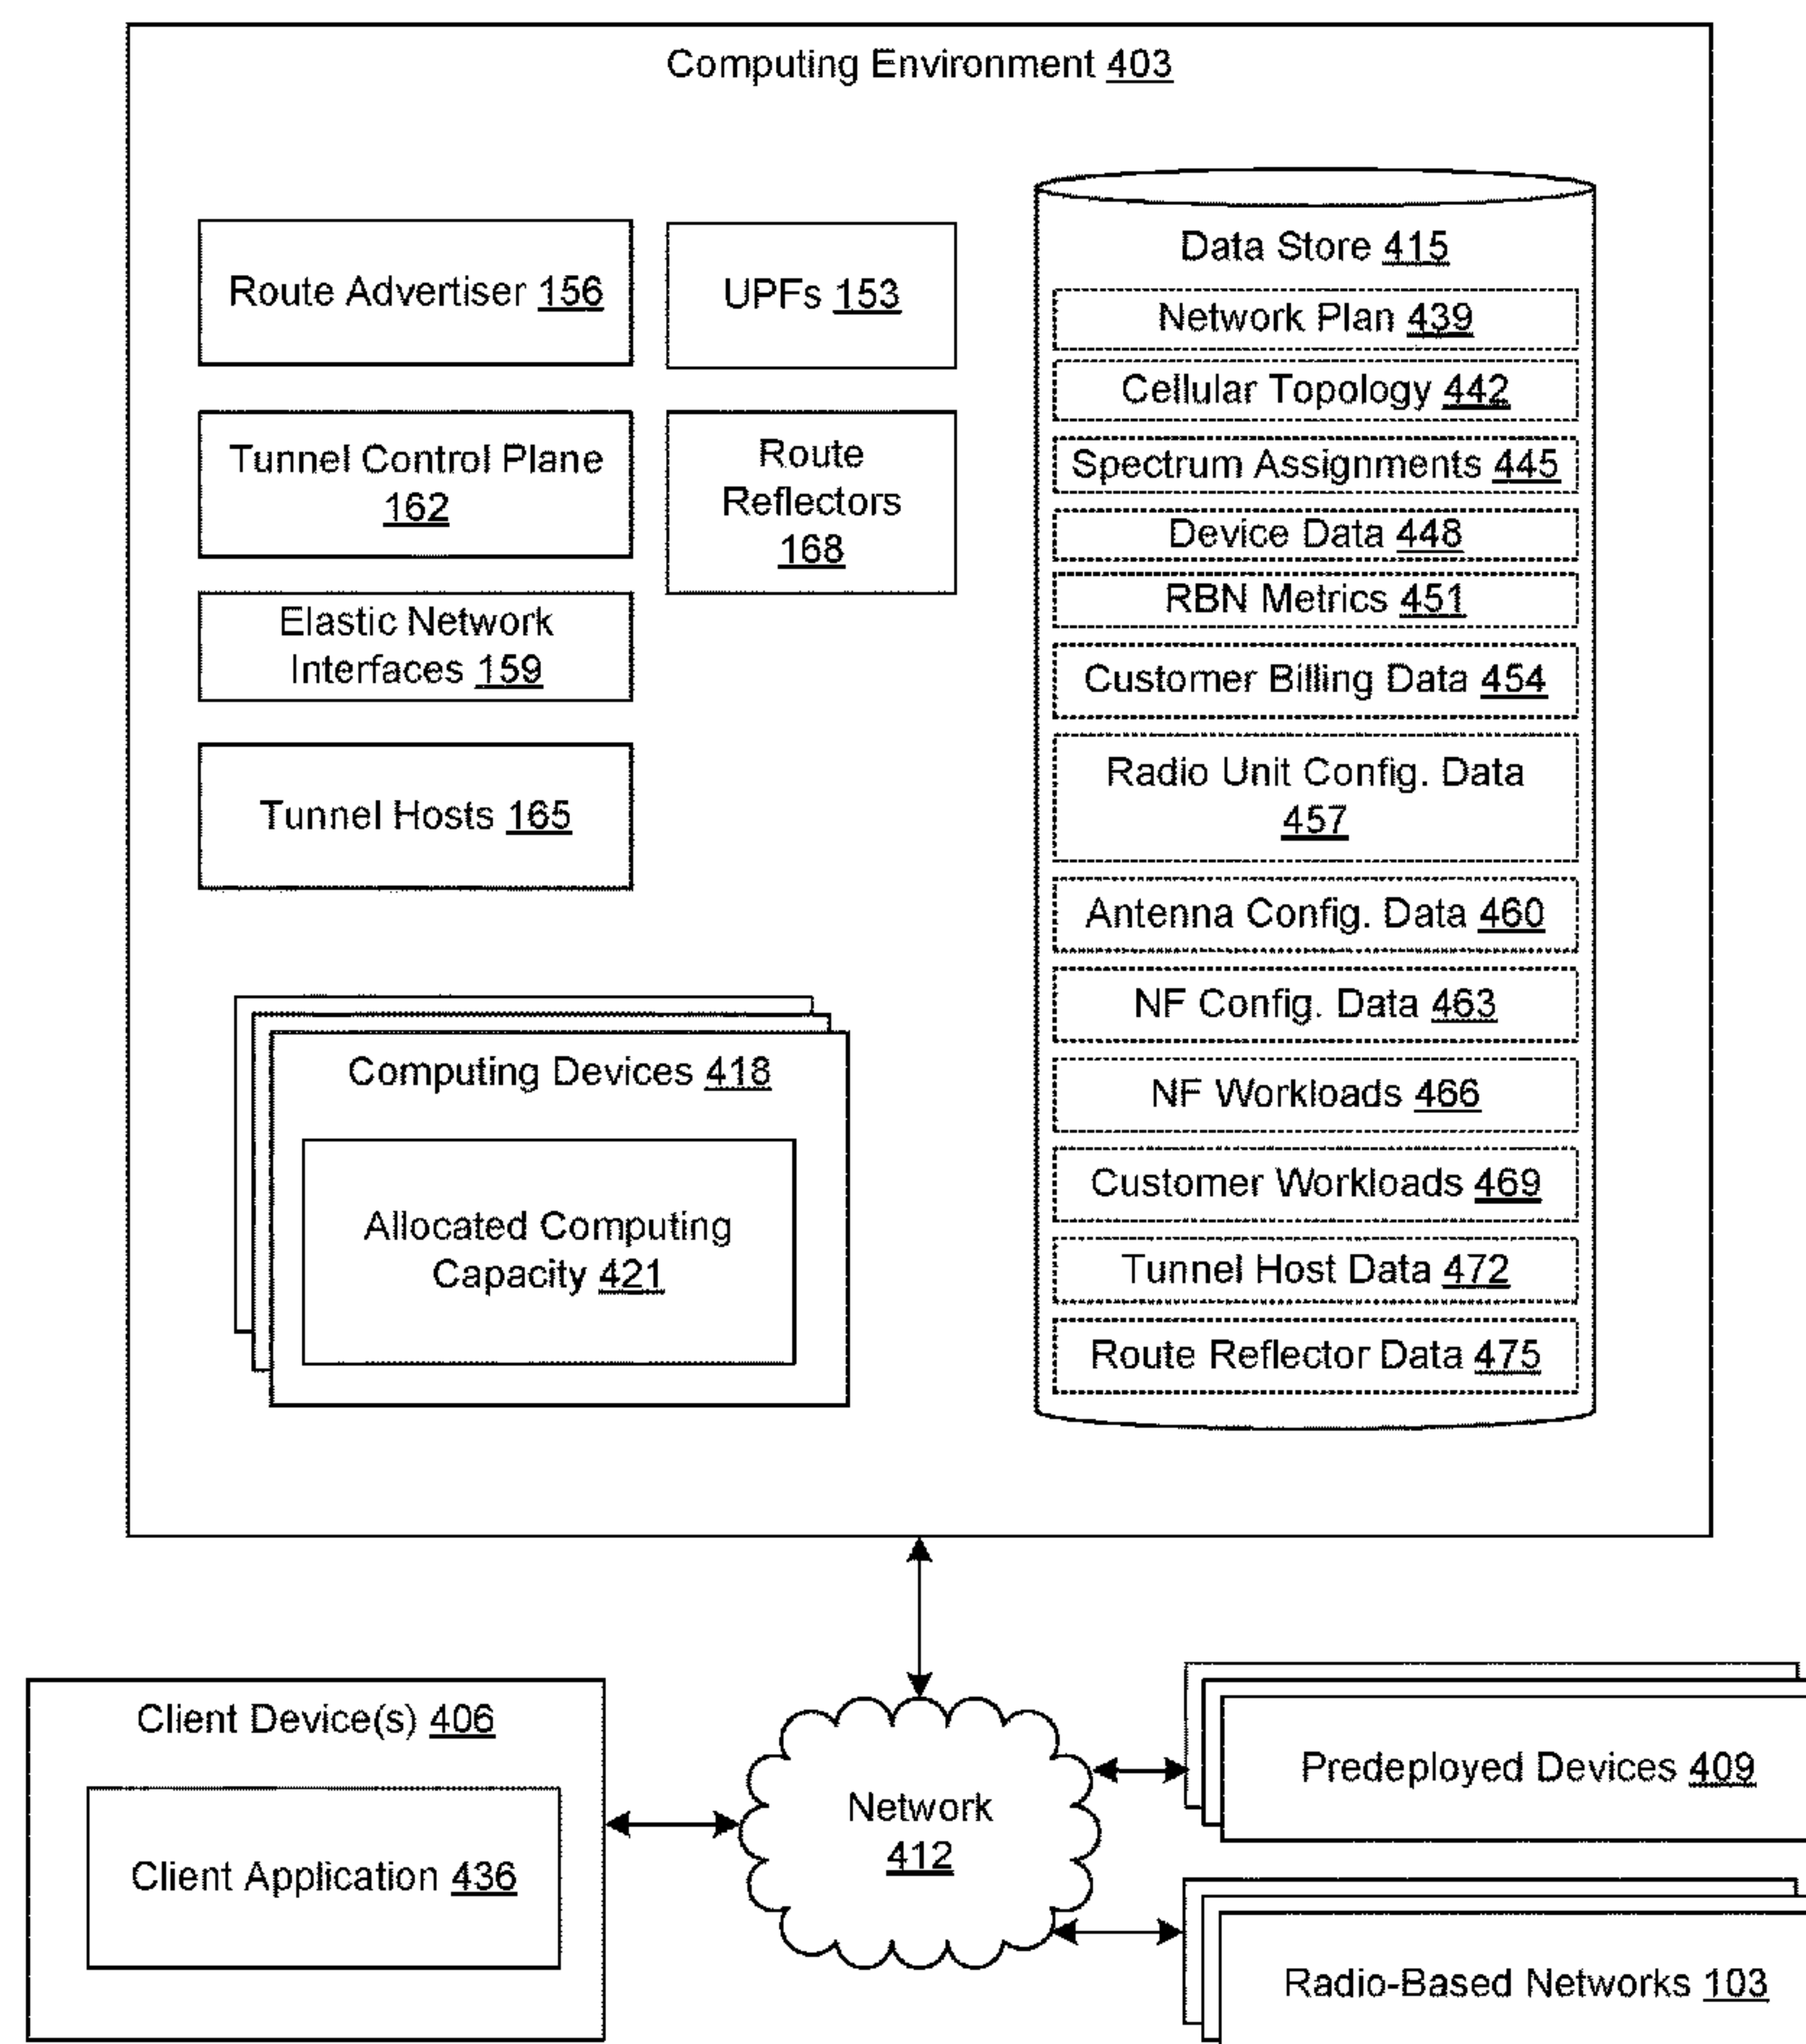 Computing Environment 403
Route Advertiser 156
UPFs 153
Tunnel Control Plane
162
Route
Reflectors
168
Elastic Network
Interfaces 159
Tunnel Hosts 165
Computing Devices 418
Allocated Computing
Capacity 421
Data Store 415
Network Plan 439
Cellular Topology 442
Spectrum Assignments 445
Device Data 448
RBN Metrics 451
Customer Billing Data 454
Radio Unit Config. Data
457
Antenna Config. Data 460
NF Config. Data 463
NF Workloads 466
Customer Workloads 469
Tunnel Host Data 472
Route Reflector Data 475
Client Device(s) 406
Client Application 436
Network
412
Predeployed Devices 409
Radio-Based Networks 103